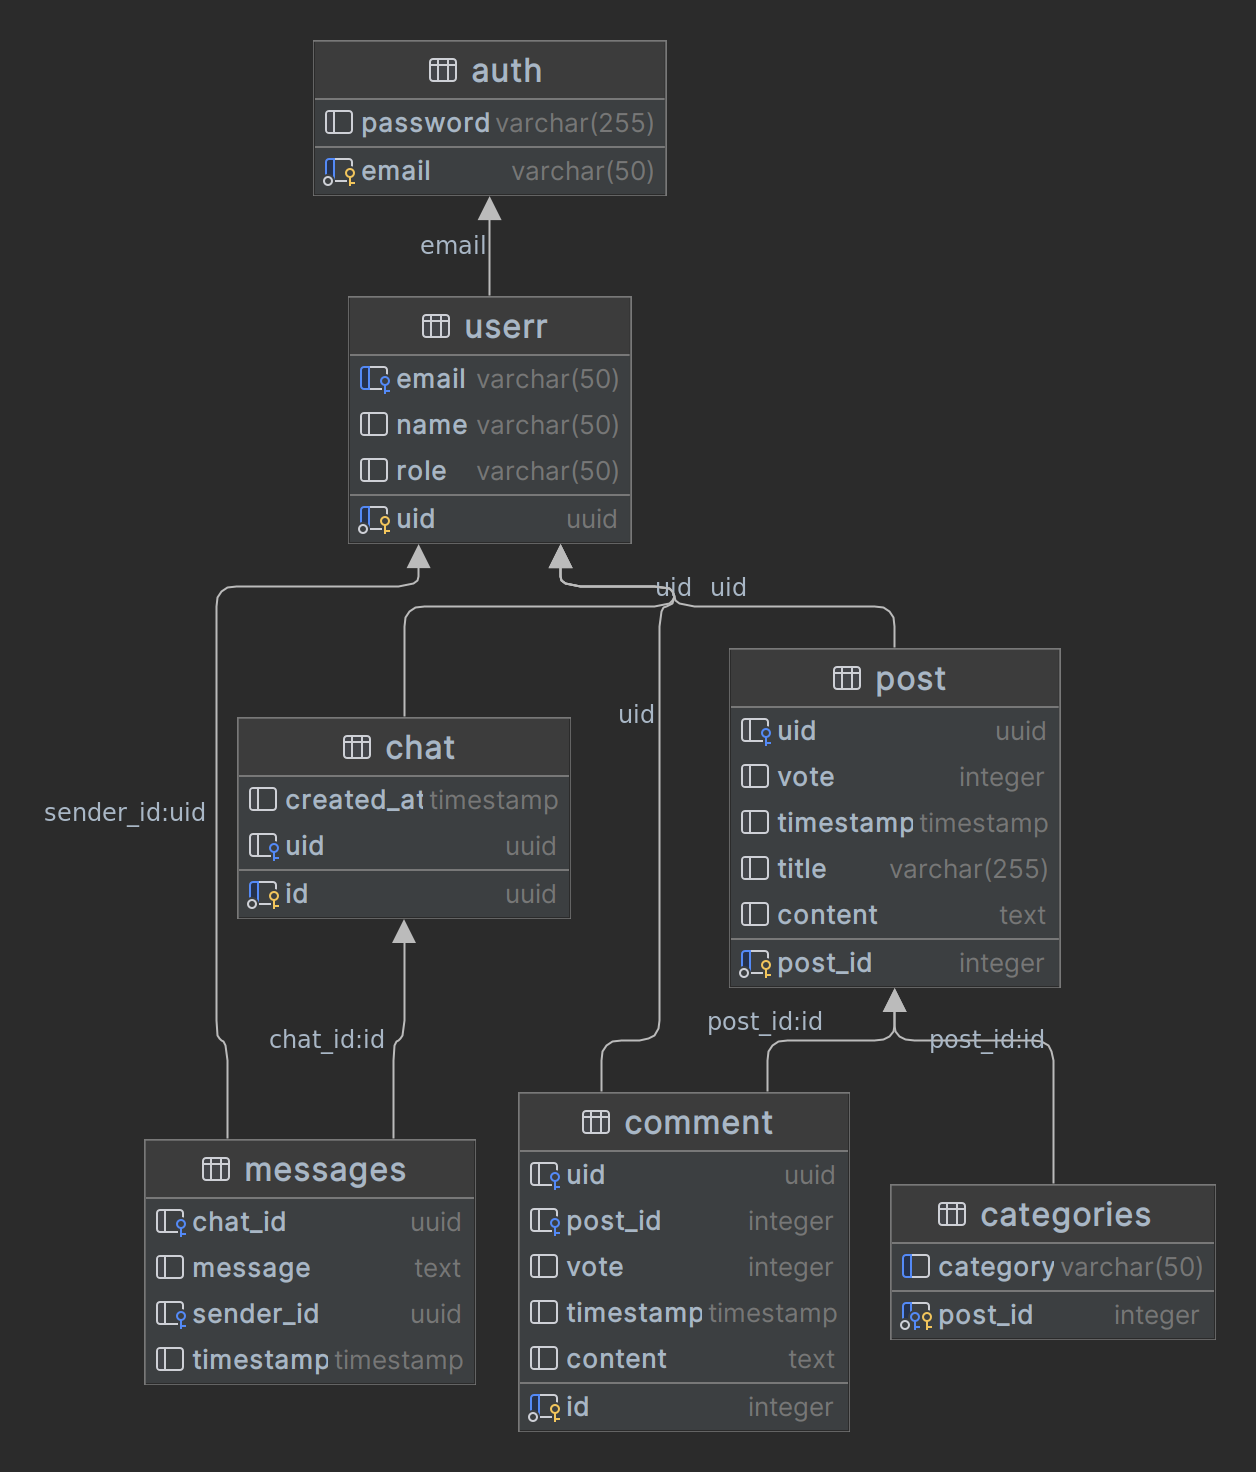 auth
password varchar(255)
email varchar(50)
email
userr
email varchar(50)
name varchar(50)
role varchar(50)
uid uuid
uid uid
uid
sender_id:uid
chat
created_at timestamp
uid uuid
id uuid
post
uid uuid
vote integer
timestamp timestamp
title varchar(255)
content text
post_id integer
chat_id:id
post_id:id
post_id:id
messages
chat_id uuid
message text
sender_id uuid
timestamp timestamp
comment
uid uuid
post_id integer
vote integer
timestamp timestamp
content text
id integer
categories
category varchar(50)
post_id integer